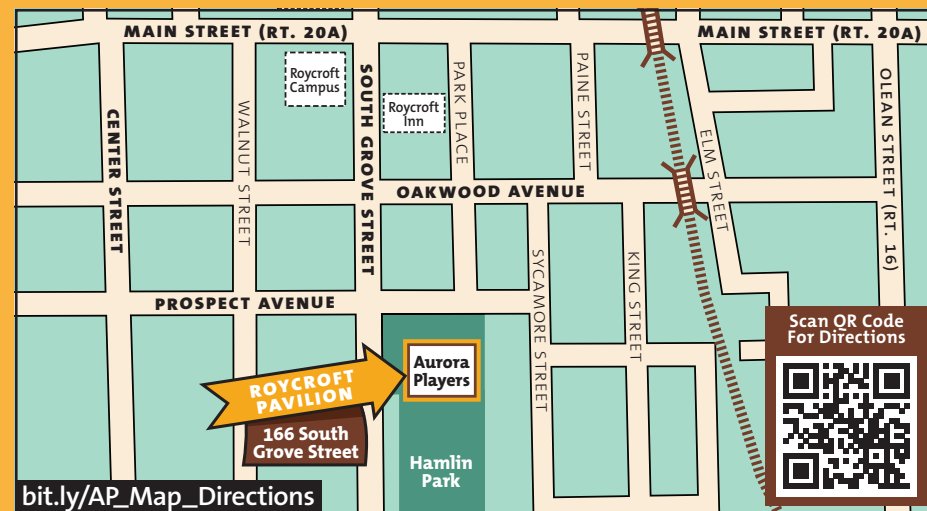 MAIN STREET (RT. 20A)
MAIN STREET (RT. 20A)
Roycroft
Campus
Roycroft
Inn
CENTER STREET
WALNUT STREET
SOUTH GROVE STREET
PARK PLACE
PAINE STREET
ELM STREET
OLEAN STREET (RT. 16)
OAKWOOD AVENUE
SYCAMORE STREET
KING STREET
PROSPECT AVENUE
Scan QR Code
For Directions
Aurora
Players
ROYCROFT
PAVILION
166 South
Grove Street
Hamlin
Park
bit.ly/AP_Map_Directions